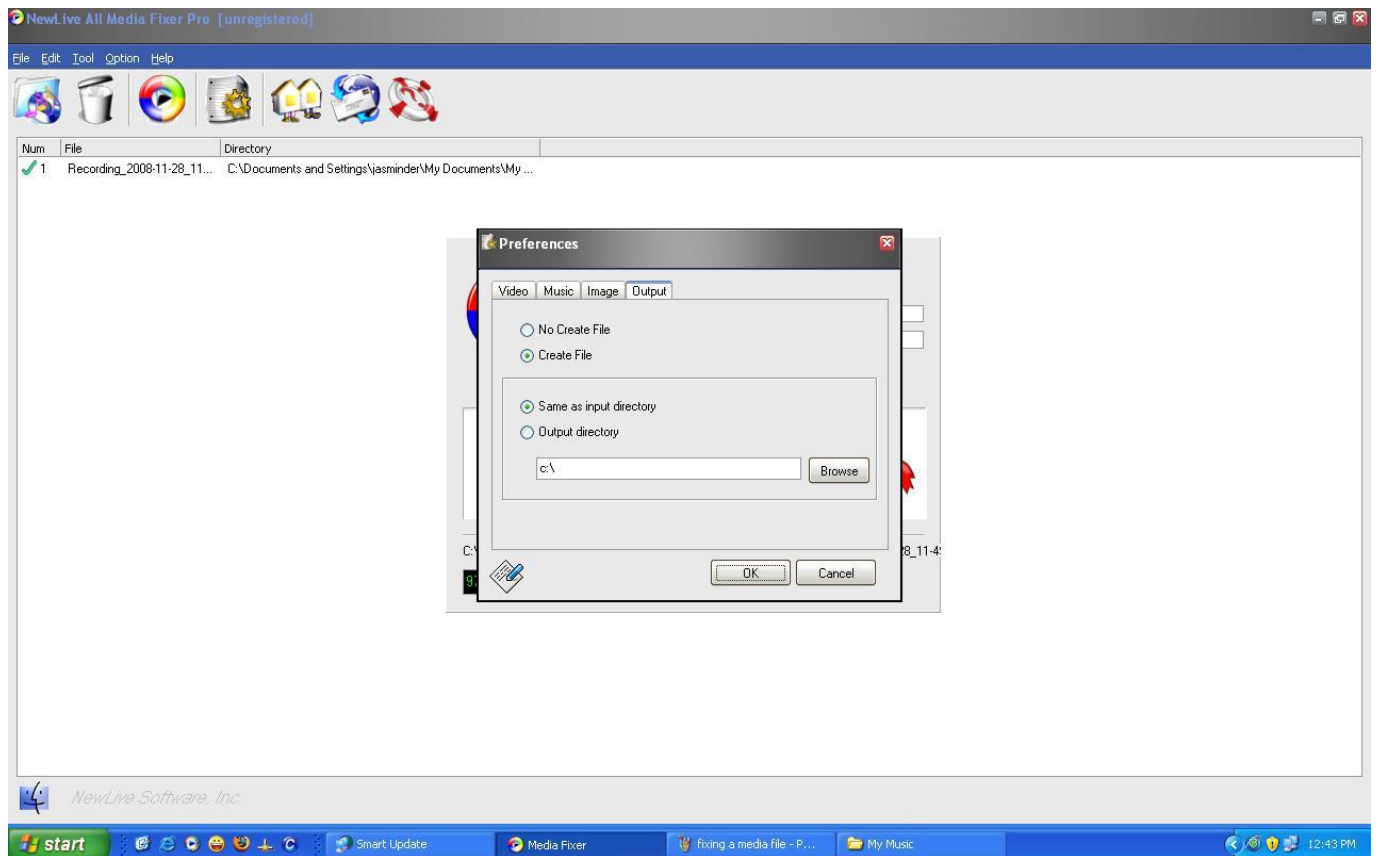 NewLive All Media Fixer Pro [unregistered]
File Edit Tool Option Help
Num File Directory
1 Recording_2008-11-28_11... C:\Documents and Settings\jasminder\My Documents\My ...
Preferences
Video Music Image Output
No Create File
Create File
Same as input directory
Output directory
c:\ Browse
OK Cancel
NewLive Software, Inc.
start Smart Update Media Fixer fixing a media file - P... My Music 12:43 PM